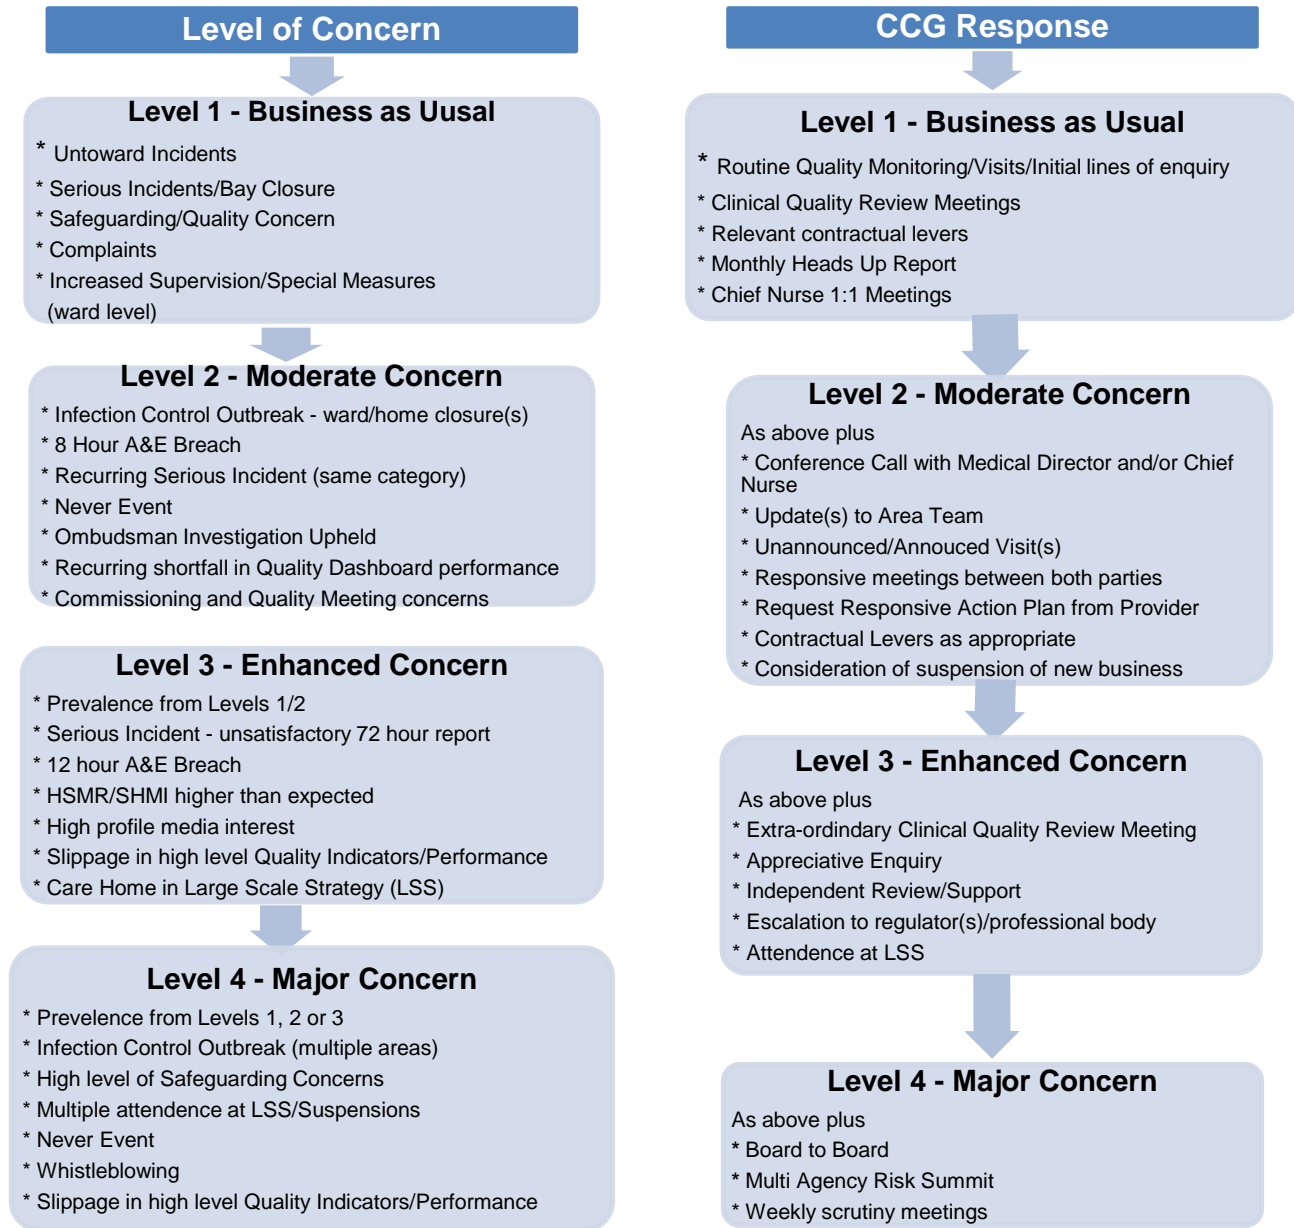 Level of Concern
Level 1 - Business as Uusal
* Untoward Incidents
* Serious Incidents/Bay Closure
* Safeguarding/Quality Concern
* Complaints
* Increased Supervision/Special Measures
(ward level)
Level 2 - Moderate Concern
* Infection Control Outbreak - ward/home closure(s)
* 8 Hour A&E Breach
* Recurring Serious Incident (same category)
* Never Event
* Ombudsman Investigation Upheld
* Recurring shortfall in Quality Dashboard performance
* Commissioning and Quality Meeting concerns
Level 3 - Enhanced Concern
* Prevalence from Levels 1/2
* Serious Incident - unsatisfactory 72 hour report
* 12 hour A&E Breach
* HSMR/SHMI higher than expected
* High profile media interest
* Slippage in high level Quality Indicators/Performance
* Care Home in Large Scale Strategy (LSS)
Level 4 - Major Concern
* Prevelence from Levels 1, 2 or 3
* Infection Control Outbreak (multiple areas)
* High level of Safeguarding Concerns
* Multiple attendence at LSS/Suspensions
* Never Event
* Whistleblowing
* Slippage in high level Quality Indicators/Performance
CCG Response
Level 1 - Business as Usual
* Routine Quality Monitoring/Visits/Initial lines of enquiry
* Clinical Quality Review Meetings
* Relevant contractual levers
* Monthly Heads Up Report
* Chief Nurse 1:1 Meetings
Level 2 - Moderate Concern
As above plus
* Conference Call with Medical Director and/or Chief
Nurse
* Update(s) to Area Team
* Unannounced/Annouced Visit(s)
* Responsive meetings between both parties
* Request Responsive Action Plan from Provider
* Contractual Levers as appropriate
* Consideration of suspension of new business
Level 3 - Enhanced Concern
As above plus
* Extra-ordindary Clinical Quality Review Meeting
* Appreciative Enquiry
* Independent Review/Support
* Escalation to regulator(s)/professional body
* Attendence at LSS
Level 4 - Major Concern
As above plus
* Board to Board
* Multi Agency Risk Summit
* Weekly scrutiny meetings